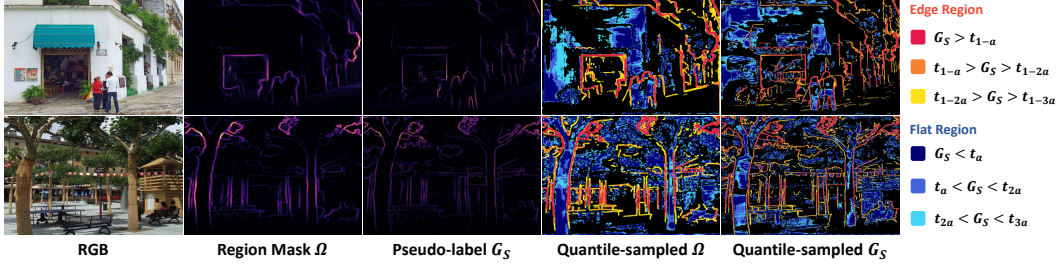 Edge Region
G_S > t_{1-a}
t_{1-a} > G_S > t_{1-2a}
t_{1-2a} > G_S > t_{1-3a}
Flat Region
G_S < t_a
t_a < G_S < t_{2a}
t_{2a} < G_S < t_{3a}
RGB
Region Mask Ω
Pseudo-label G_S
Quantile-sampled Ω
Quantile-sampled G_S